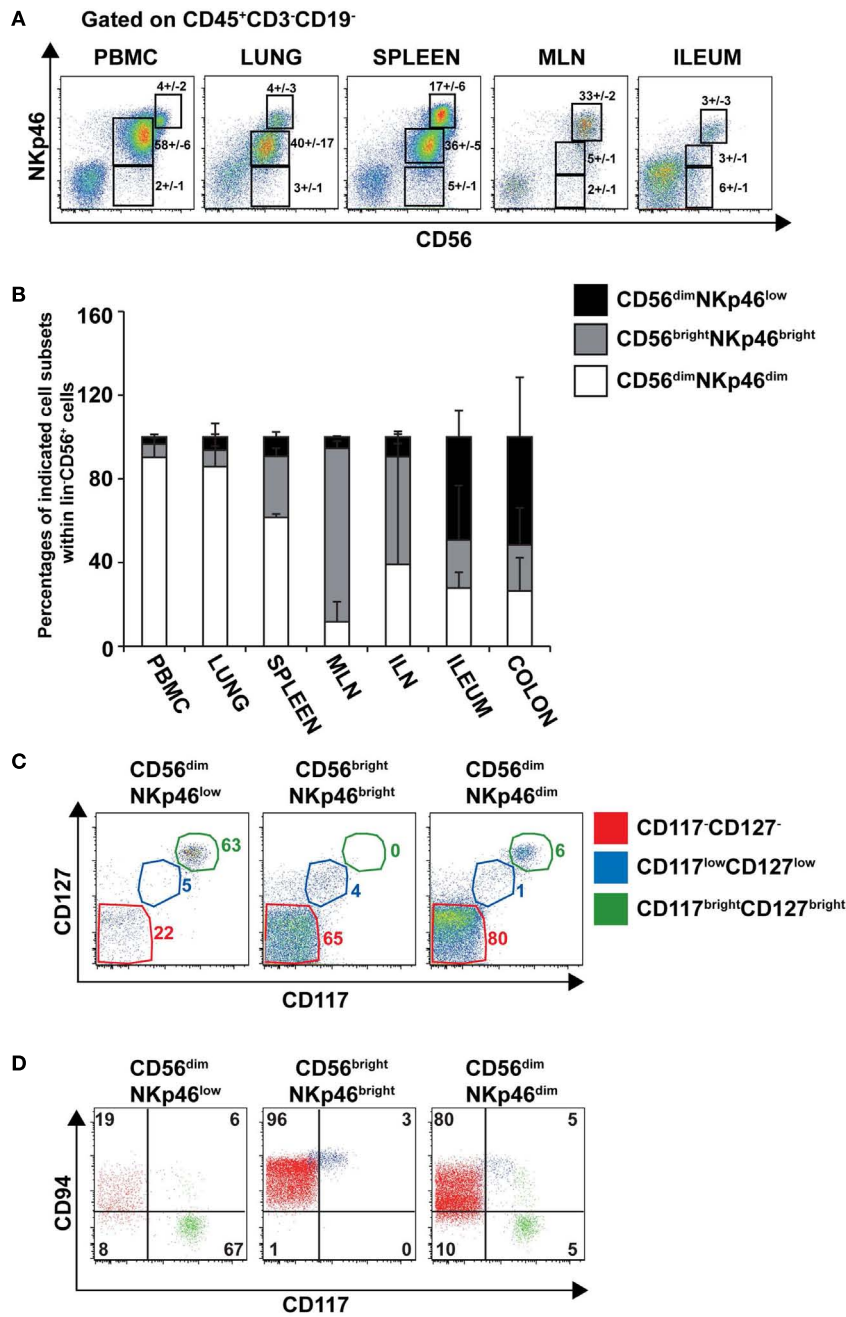 A
Gated on CD45⁺CD3⁻CD19⁻
PBMC LUNG SPLEEN MLN ILEUM
NKp46
4+/-2
58+/-6
2+/-1
4+/-3
40+/-17
3+/-1
17+/-6
36+/-5
5+/-1
33+/-2
5+/-1
2+/-1
3+/-3
3+/-1
6+/-1
CD56
B
Percentages of indicated cell subsets
within lin⁻CD56⁺ cells
160
120
80
40
0
PBMC
LUNG
SPLEEN
MLN
ILN
ILEUM
COLON
CD56dimNKp46low
CD56brightNKp46bright
CD56dimNKp46dim
C
CD56dim
NKp46low
CD56bright
NKp46bright
CD56dim
NKp46dim
CD127
63
5
22
0
4
65
6
1
80
CD117
CD117⁻CD127⁻
CD117lowCD127low
CD117brightCD127bright
D
CD56dim
NKp46low
CD56bright
NKp46bright
CD56dim
NKp46dim
CD94
19 6
8 67
96 3
1 0
80 5
10 5
CD117